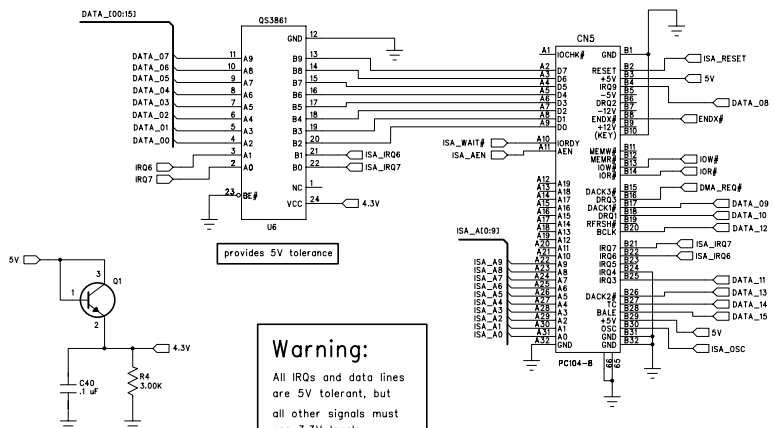 DATA_[00:15]
QS3861
GND 12
DATA_07 11 A9 B9 13
DATA_06 10 A8 B8 14
DATA_05 9 A7 B7 15
DATA_04 8 A6 B6 16
DATA_03 7 A5 B5 17
DATA_02 6 A4 B4 18
DATA_01 5 A3 B3 19
DATA_00 4 A2 B2 20
IRQ6 3 A1 B1 21 ISA_IRQ6
IRQ7 2 A0 B0 22 ISA_IRQ7
NC 1
23 BE#
VCC 24 4.3V
U6
provides 5V tolerance
CN5
A1 IOCHK# GND B1
A2 D7 RESET B2 ISA_RESET
A3 D6 +5V B3 5V
A4 D5 IRQ9 B4 DATA_08
A5 D4 -5V B5
A6 D3 DRQ2 B6
A7 D2 -12V B7
A8 D1 ENDX# B8 ENDX#
A9 D0 +12V B9
(KEY) B10
ISA_WAIT# A10 IORDY
ISA_AEN A11 AEN MEMW# B11
MEMR# B12
IOW# B13 IOW#
IOR# B14 IOR#
A12 A19 DACK3# B15 DMA_REQ#
A13 A18 DRQ3 B16
A14 A17 DACK1# B17 DATA_09
A15 A16 DRQ1 B18 DATA_10
A16 A15 RFRSH# B19
A17 A14 BCLK B20 DATA_12
A18 A13
A19 A12 IRQ7 B21 ISA_IRQ7
A20 A11 IRQ6 B22 ISA_IRQ6
A21 A10 IRQ5 B23
ISA_A[0:9]
ISA_A9 A22 A9 IRQ4 B24
ISA_A8 A23 A8 IRQ3 B25 DATA_11
ISA_A7 A24 A7
ISA_A6 A25 A6 DACK2# B26 DATA_13
ISA_A5 A26 A5 TC B27 DATA_14
ISA_A4 A27 A4 BALE B28 DATA_15
ISA_A3 A28 A3 +5V B29 5V
ISA_A2 A29 A2 OSC B30 ISA_OSC
ISA_A1 A30 A1 GND B31
ISA_A0 A31 A0 GND B32
A32 GND
PC104-8
66
65
5V
3
Q1
1
2
4.3V
C40
.1 uF
R4
3.00K
Warning:
All IRQs and data lines
are 5V tolerant, but
all other signals must